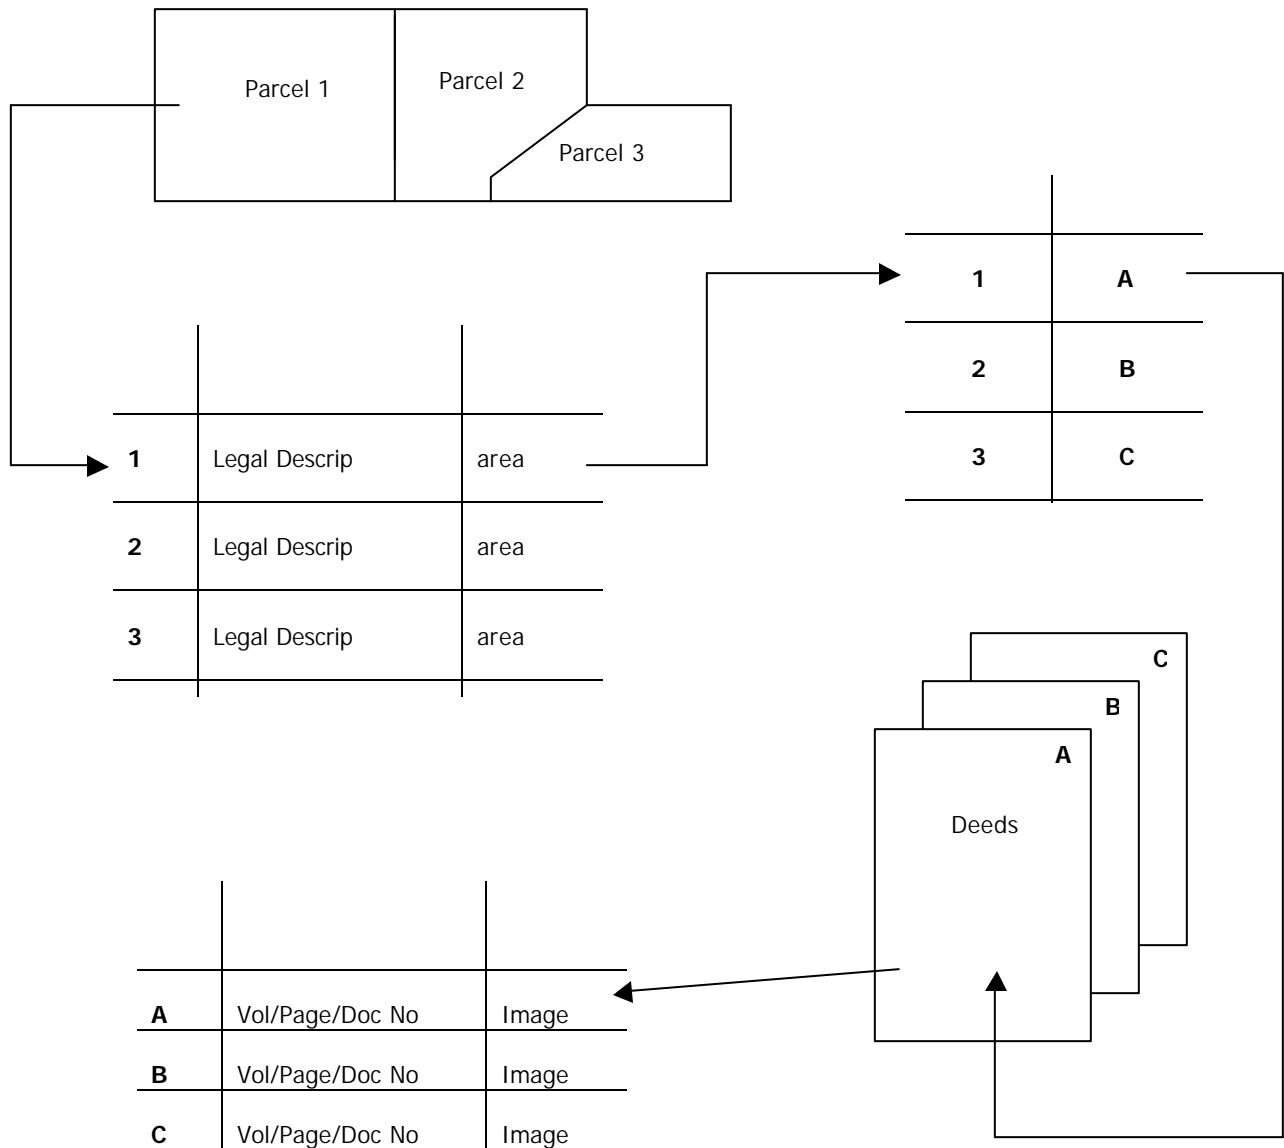 Parcel 1
Parcel 2
Parcel 3
1 A
2 B
3 C
1 Legal Descrip area
2 Legal Descrip area
3 Legal Descrip area
C
B
A
Deeds
A Vol/Page/Doc No Image
B Vol/Page/Doc No Image
C Vol/Page/Doc No Image